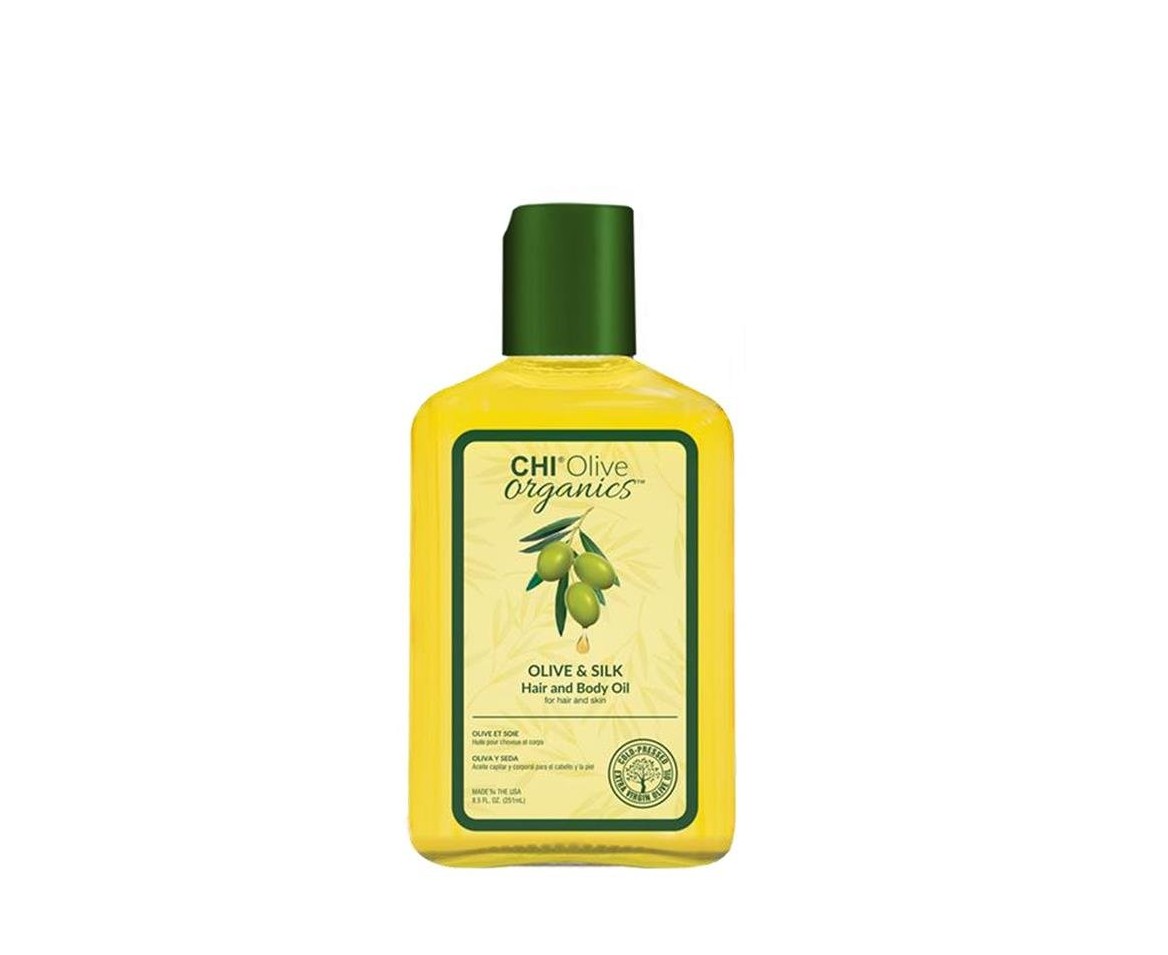 CHI® Olive
Organics™
OLIVE & SILK
Hair and Body Oil
for hair and skin
OLIVE ET SOIE
Huile pour cheveux et corps
OLIVA Y SEDA
Aceite capilar y corporal para el cabello y la piel
MADE IN THE USA
8.5 FL. OZ. (251mL)
COLD-PRESSED
EXTRA VIRGIN OLIVE OIL